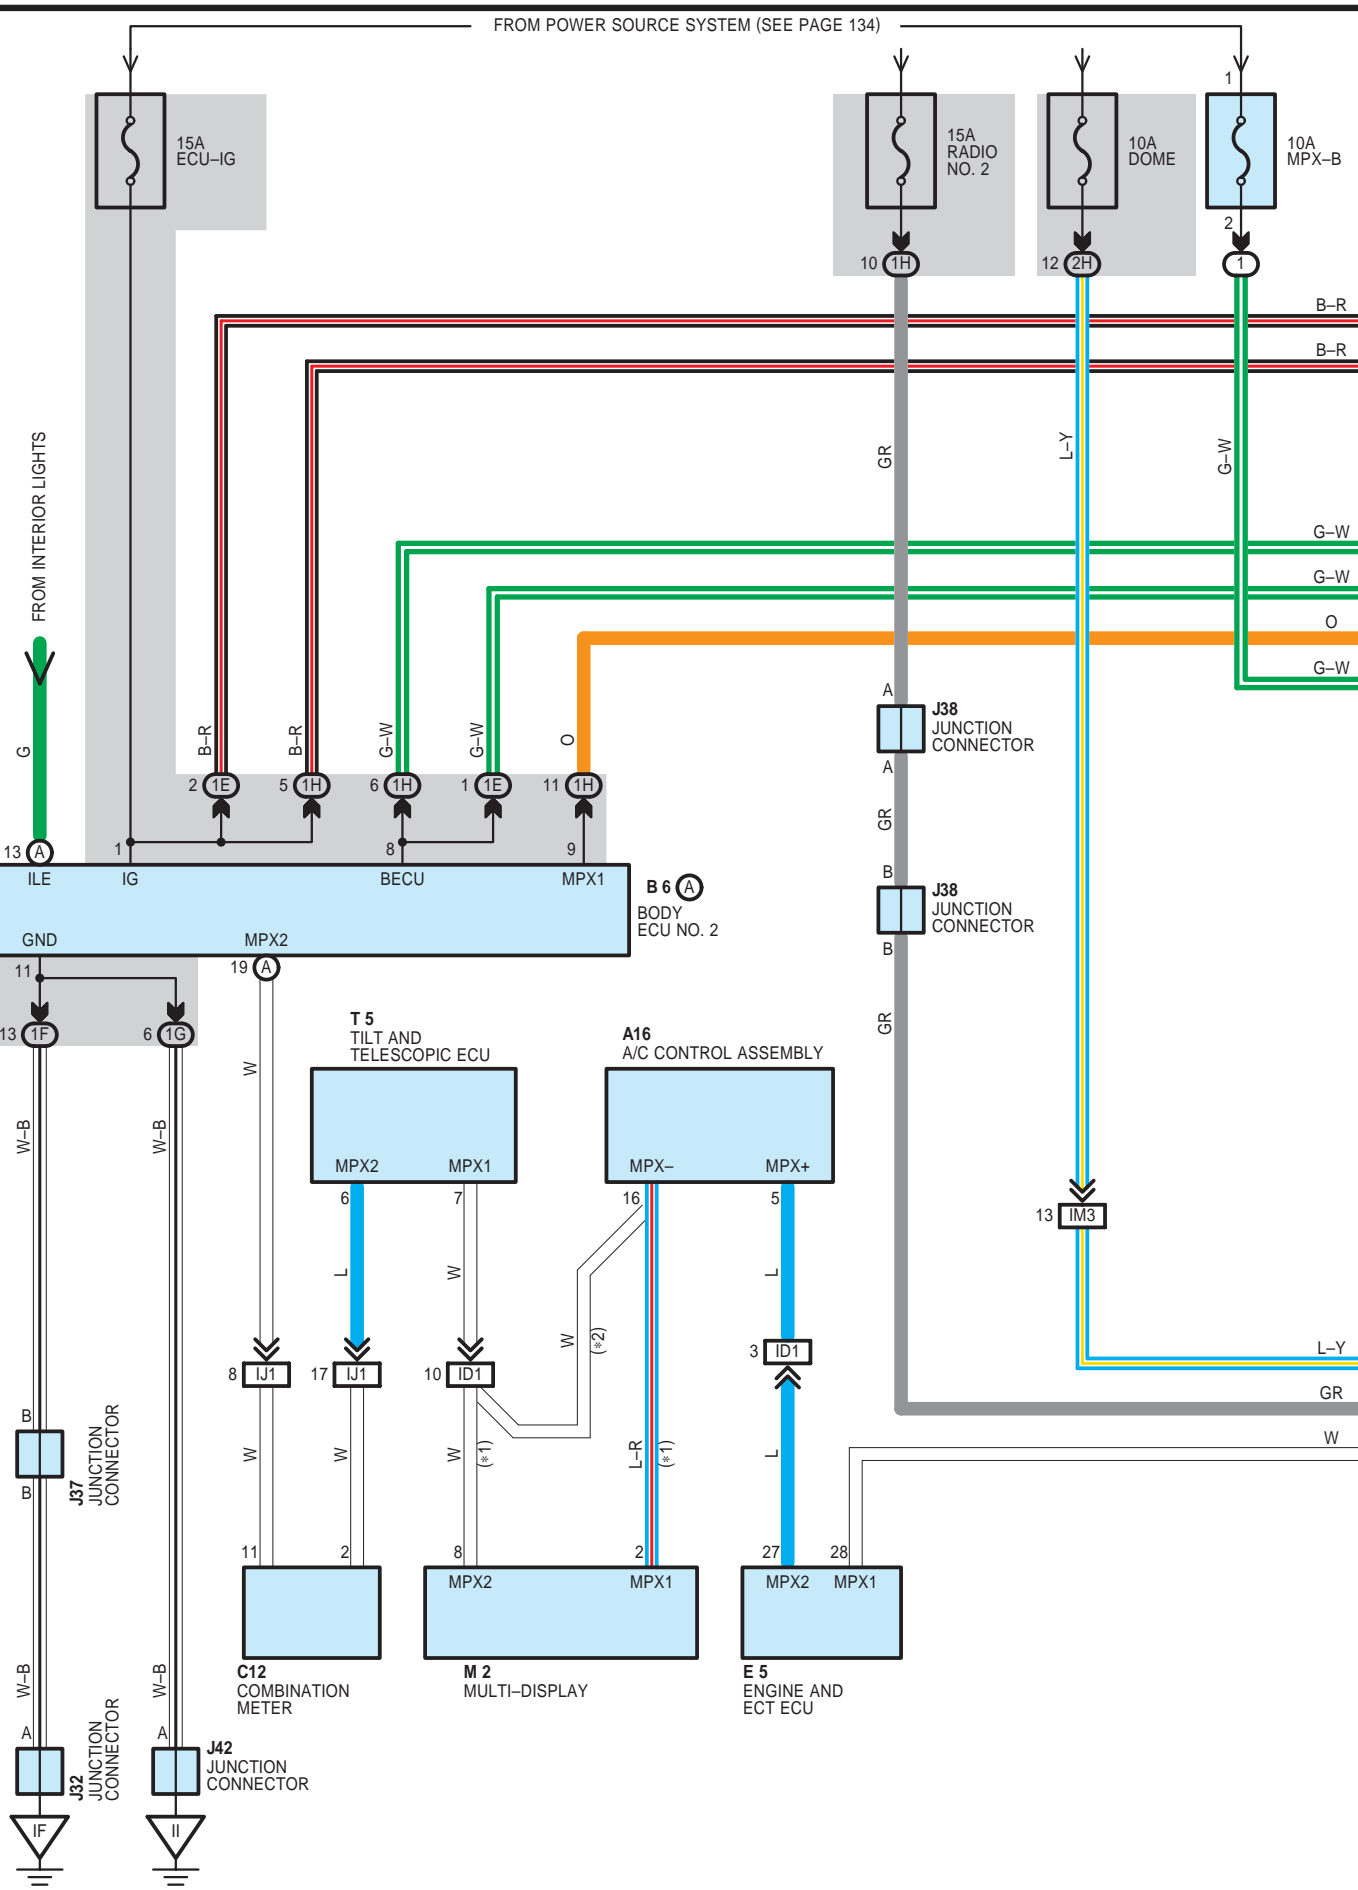 FROM POWER SOURCE SYSTEM (SEE PAGE 134)
1
15A
ECU–IG
15A
RADIO
NO. 2
10A
DOME
10A
MPX–B
2
10 1H
12 2H
1
B–R
B–R
FROM INTERIOR LIGHTS
GR
L–Y
G–W
G–W
G–W
O
G–W
A
J38
JUNCTION
CONNECTOR
A
G
B–R
B–R
G–W
G–W
O
2 1E
5 1H
6 1H
1 1E
11 1H
GR
13 A
1
8
9
ILE
IG
BECU
MPX1
B 6 A
BODY
ECU NO. 2
B
J38
JUNCTION
CONNECTOR
B
GND
MPX2
11
19 A
13 1F
6 1G
GR
T 5
TILT AND
TELESCOPIC ECU
A16
A/C CONTROL ASSEMBLY
W
W–B
W–B
MPX2
MPX1
MPX–
MPX+
6
7
16
5
13 IM3
L
W
L
W
(*2)
3 ID1
L–Y
8 IJ1
17 IJ1
10 ID1
GR
B
J37
JUNCTION
CONNECTOR
B
W
W
W
(*1)
L–R
(*1)
L
W
11
2
8
2
27
28
MPX2
MPX1
MPX2
MPX1
C12
COMBINATION
METER
M 2
MULTI–DISPLAY
E 5
ENGINE AND
ECT ECU
W–B
W–B
A
J32
JUNCTION
CONNECTOR
A
J42
JUNCTION
CONNECTOR
IF
II